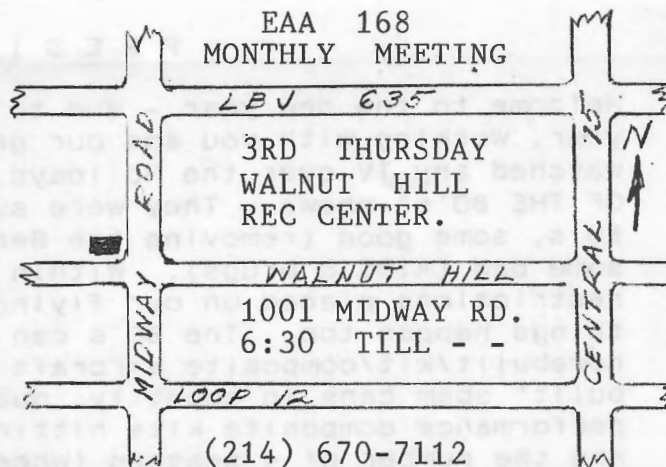 EAA 168
MONTHLY MEETING
LBJ 635
3RD THURSDAY
WALNUT HILL
REC CENTER.
WALNUT HILL
1001 MIDWAY RD.
6:30 TIL - -
LOOP 12
(214) 670-7112
MIDWAY ROAD
CENTRAL 75
N